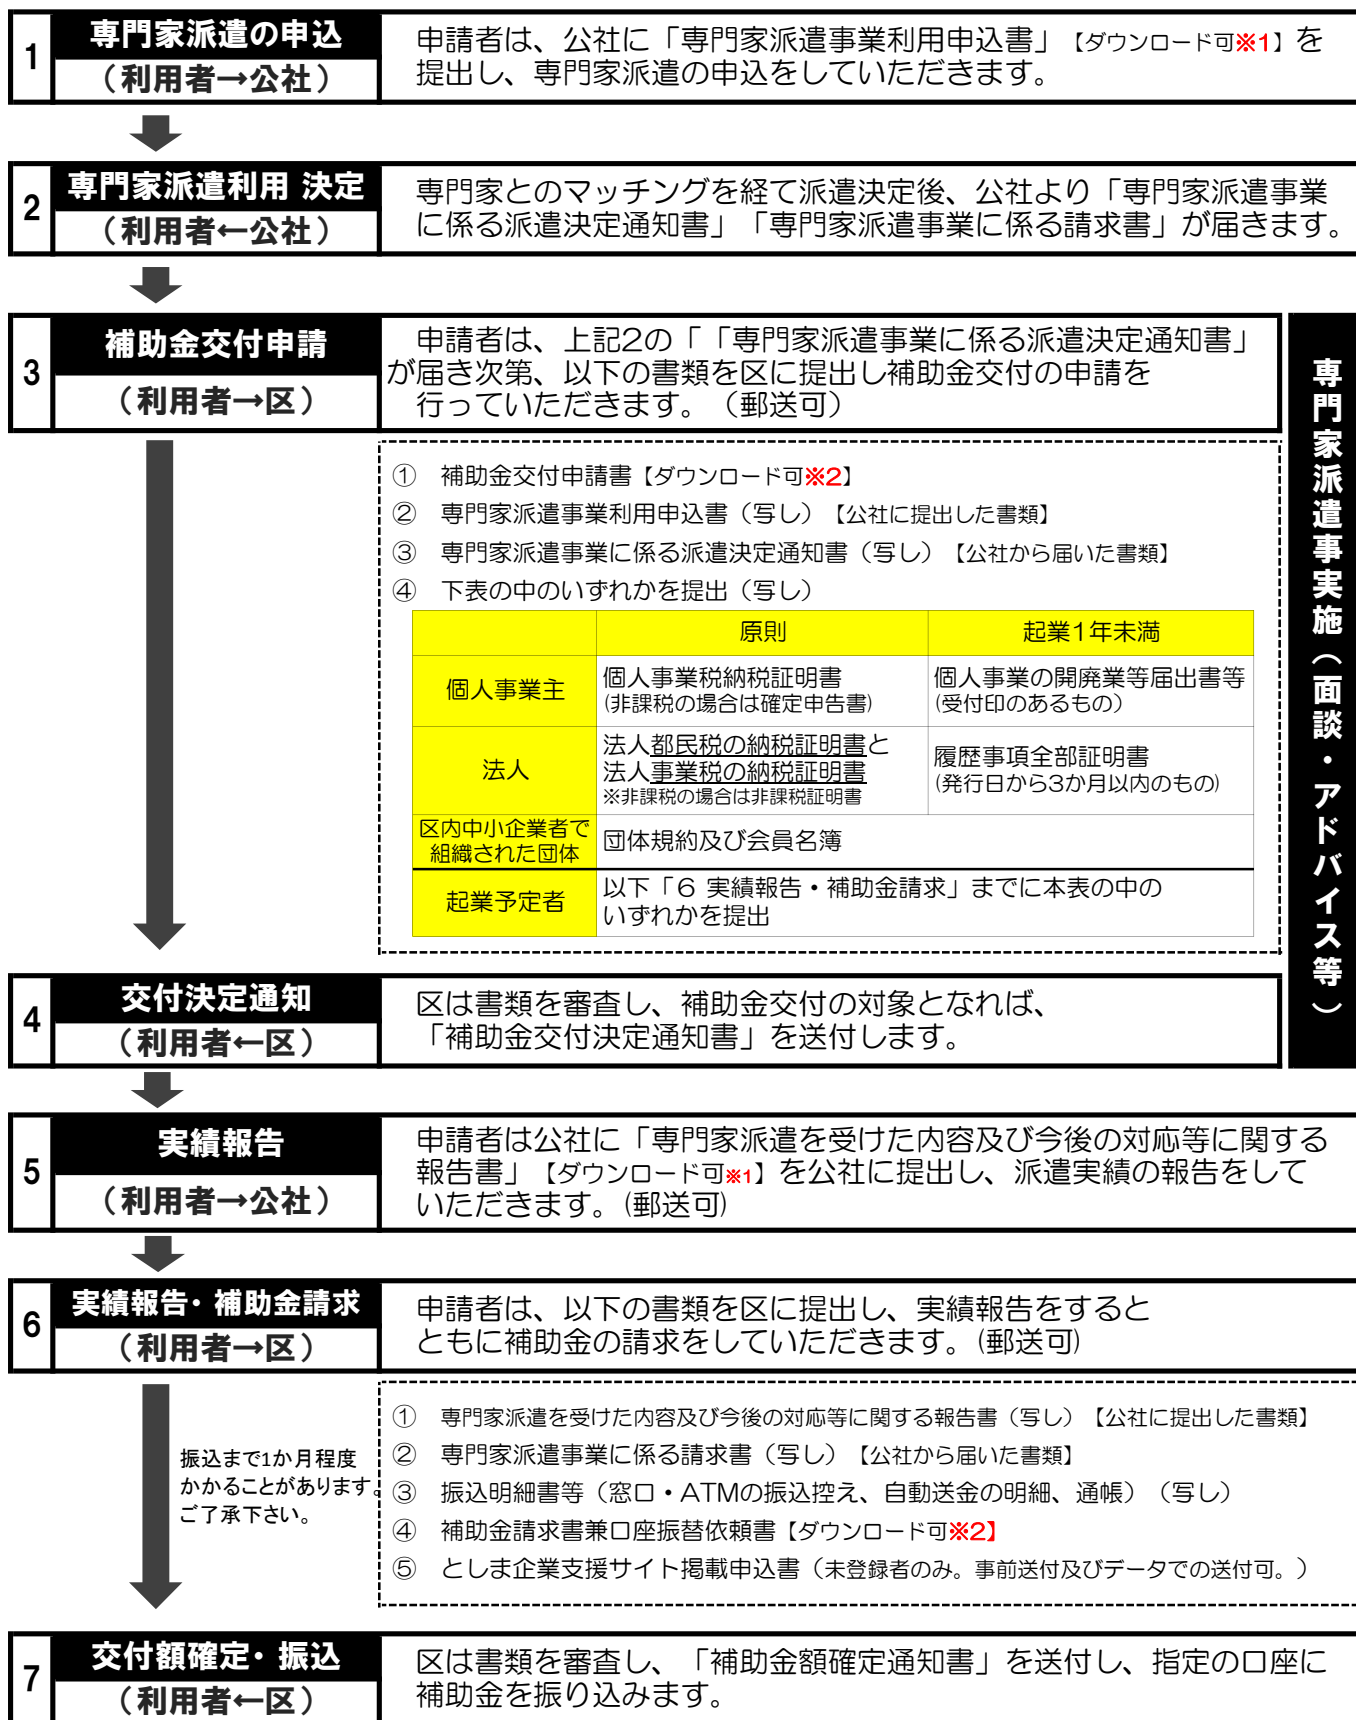 1
専門家派遣の申込
（利用者→公社）
申請者は、公社に「専門家派遣事業利用申込書」【ダウンロード可※1】を
提出し、専門家派遣の申込をしていただきます。
2
専門家派遣利用 決定
（利用者←公社）
専門家とのマッチングを経て派遣決定後、公社より「専門家派遣事業
に係る派遣決定通知書」「専門家派遣事業に係る請求書」が届きます。
3
補助金交付申請
（利用者→区）
申請者は、上記2の「「専門家派遣事業に係る派遣決定通知書」
が届き次第、以下の書類を区に提出し補助金交付の申請を
行っていただきます。（郵送可）
専門家派遣事実施（面談・アドバイス等）
① 補助金交付申請書【ダウンロード可※2】
② 専門家派遣事業利用申込書（写し）【公社に提出した書類】
③ 専門家派遣事業に係る派遣決定通知書（写し）【公社から届いた書類】
④ 下表の中のいずれかを提出（写し）
原則
起業1年未満
個人事業主
個人事業税納税証明書
(非課税の場合は確定申告書)
個人事業の開廃業等届出書等
(受付印のあるもの）
法人
法人都民税の納税証明書と
法人事業税の納税証明書
※非課税の場合は非課税証明書
履歴事項全部証明書
(発行日から3か月以内のもの)
区内中小企業者で
組織された団体
団体規約及び会員名簿
起業予定者
以下「6 実績報告・補助金請求」までに本表の中の
いずれかを提出
4
交付決定通知
（利用者←区）
区は書類を審査し、補助金交付の対象となれば、
「補助金交付決定通知書」を送付します。
5
実績報告
（利用者→公社）
申請者は公社に「専門家派遣を受けた内容及び今後の対応等に関する
報告書」【ダウンロード可※1】を公社に提出し、派遣実績の報告をして
いただきます。(郵送可)
6
実績報告・補助金請求
（利用者→区）
申請者は、以下の書類を区に提出し、実績報告をすると
ともに補助金の請求をしていただきます。(郵送可)
振込まで1か月程度
かかることがあります。
ご了承下さい。
① 専門家派遣を受けた内容及び今後の対応等に関する報告書（写し）【公社に提出した書類】
② 専門家派遣事業に係る請求書（写し）【公社から届いた書類】
③ 振込明細書等（窓口・ATMの振込控え、自動送金の明細、通帳）（写し）
④ 補助金請求書兼口座振替依頼書【ダウンロード可※2】
⑤ としま企業支援サイト掲載申込書（未登録者のみ。事前送付及びデータでの送付可。）
7
交付額確定・振込
（利用者←区）
区は書類を審査し、「補助金額確定通知書」を送付し、指定の口座に
補助金を振り込みます。